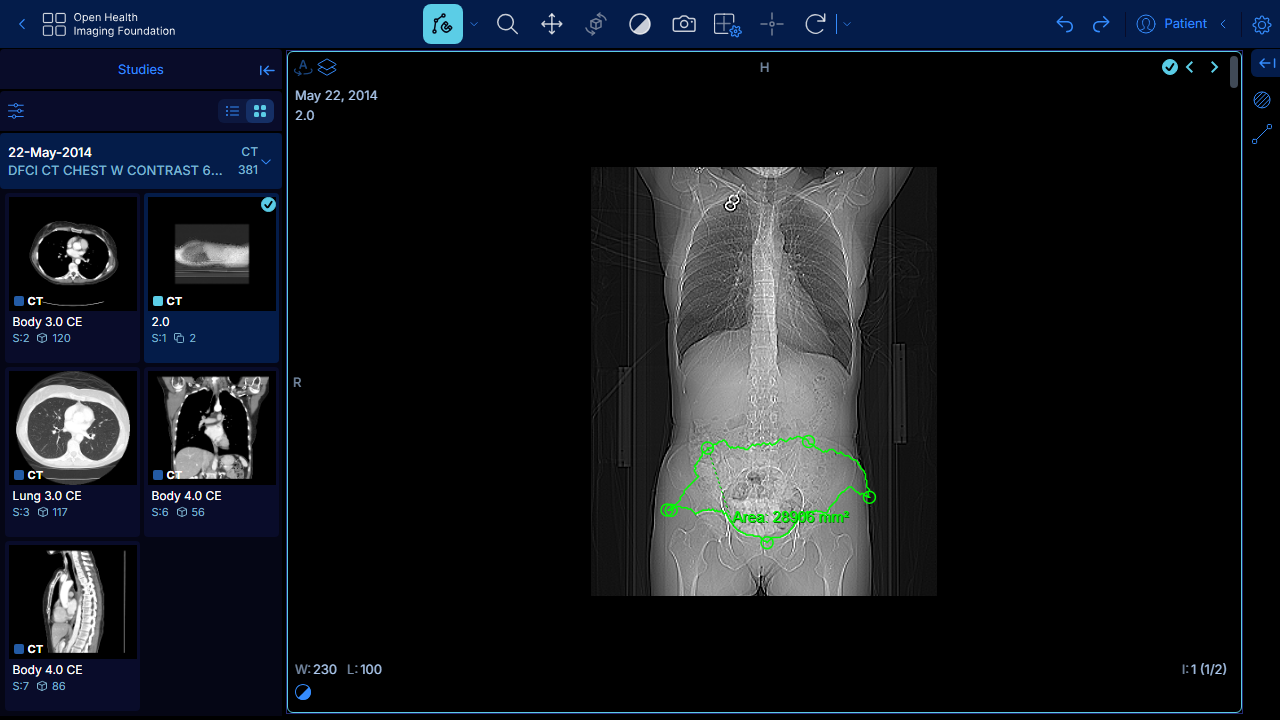 Open Health
Imaging Foundation
Patient
Studies
22-May-2014
CT
DFCI CT CHEST W CONTRAST 6...
381
CT
Body 3.0 CE
S:2 120
CT
2.0
S:1 2
CT
Lung 3.0 CE
S:3 117
CT
Body 4.0 CE
S:6 56
CT
Body 4.0 CE
S:7 86
A
H
May 22, 2014
2.0
R
Area: 28906 mm²
W: 230 L: 100
I: 1 (1/2)